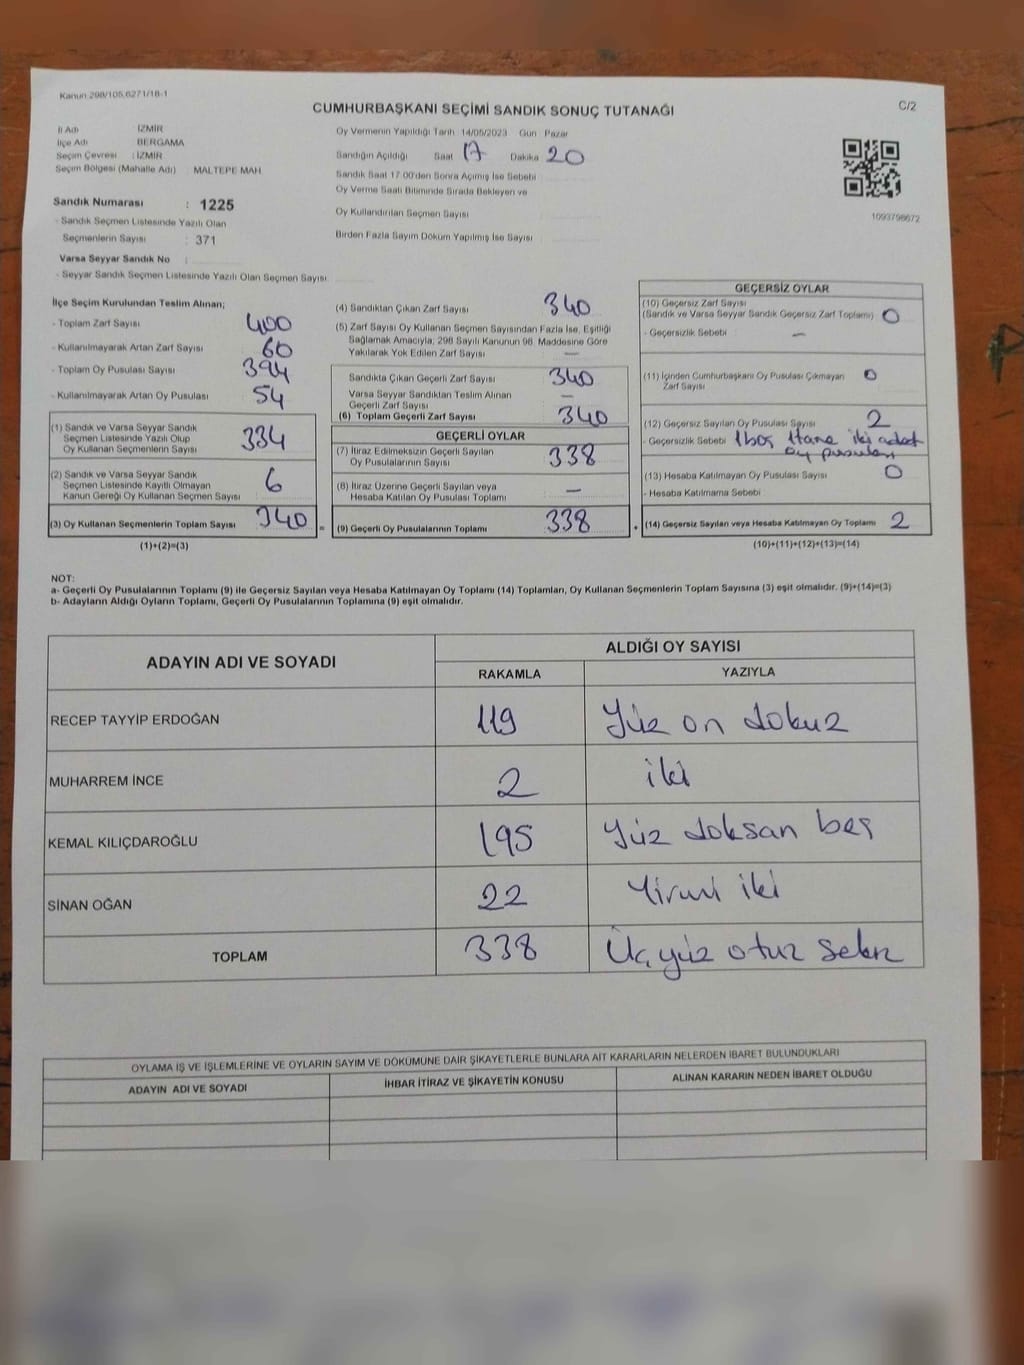 Kanun 298/105,6271/18-1
C/2
CUMHURBAŞKANI SEÇİMİ SANDIK SONUÇ TUTANAĞI
İl Adı İZMİR
İlçe Adı BERGAMA
Seçim Çevresi : İZMİR
Seçim Bölgesi (Mahalle Adı) MALTEPE MAH
Sandık Numarası : 1225
- Sandık Seçmen Listesinde Yazılı Olan
Seçmenlerin Sayısı : 371
Varsa Seyyar Sandık No :
- Seyyar Sandık Seçmen Listesinde Yazılı Olan Seçmen Sayısı
Oy Vermenin Yapıldığı Tarih 14/05/2023 Gün Pazar
Sandığın Açıldığı Saat 17 Dakika 20
Sandık Saat 17.00'den Sonra Açılmış İse Sebebi
Oy Verme Saati Bitiminde Sırada Bekleyen ve
Oy Kullandırılan Seçmen Sayısı
Birden Fazla Sayım Döküm Yapılmış İse Sayısı
1093796672
İlçe Seçim Kurulundan Teslim Alınan;
- Toplam Zarf Sayısı 400
- Kullanılmayarak Artan Zarf Sayısı 60
- Toplam Oy Pusulası Sayısı 394
- Kullanılmayarak Artan Oy Pusulası 54
(1) Sandık ve Varsa Seyyar Sandık
Seçmen Listesinde Yazılı Olup
Oy Kullanan Seçmenlerin Sayısı 334
(2) Sandık ve Varsa Seyyar Sandık
Seçmen Listesinde Kayıtlı Olmayan
Kanun Gereği Oy Kullanan Seçmen Sayısı 6
(3) Oy Kullanan Seçmenlerin Toplam Sayısı 340 =
(1)+(2)=(3)
(4) Sandıktan Çıkan Zarf Sayısı 340
(5) Zarf Sayısı Oy Kullanan Seçmen Sayısından Fazla İse, Eşitliği
Sağlamak Amacıyla, 298 Sayılı Kanunun 98. Maddesine Göre
Yakılarak Yok Edilen Zarf Sayısı —
Sandıkta Çıkan Geçerli Zarf Sayısı 340
Varsa Seyyar Sandıktan Teslim Alınan
Geçerli Zarf Sayısı —
(6) Toplam Geçerli Zarf Sayısı 340
GEÇERLİ OYLAR
(7) İtiraz Edilmeksizin Geçerli Sayılan
Oy Pusulalarının Sayısı 338
(8) İtiraz Üzerine Geçerli Sayılan veya
Hesaba Katılan Oy Pusulası Toplamı —
(9) Geçerli Oy Pusulalarının Toplamı 338 +
GEÇERSİZ OYLAR
(10) Geçersiz Zarf Sayısı
(Sandık ve Varsa Seyyar Sandık Geçersiz Zarf Toplamı) 0
- Geçersizlik Sebebi —
(11) İçinden Cumhurbaşkanı Oy Pusulası Çıkmayan
Zarf Sayısı 0
(12) Geçersiz Sayılan Oy Pusulası Sayısı 2
- Geçersizlik Sebebi 1 boş 1 tane iki adet
oy pusulası
(13) Hesaba Katılmayan Oy Pusulası Sayısı 0
- Hesaba Katılmama Sebebi
(14) Geçersiz Sayılan veya Hesaba Katılmayan Oy Toplamı 2
(10)+(11)+(12)+(13)=(14)
NOT:
a- Geçerli Oy Pusulalarının Toplamı (9) ile Geçersiz Sayılan veya Hesaba Katılmayan Oy Toplamı (14) Toplamları, Oy Kullanan Seçmenlerin Toplam Sayısına (3) eşit olmalıdır. (9)+(14)=(3)
b- Adayların Aldığı Oyların Toplamı, Geçerli Oy Pusulalarının Toplamına (9) eşit olmalıdır.
ADAYIN ADI VE SOYADI ALDIĞI OY SAYISI
RAKAMLA YAZIYLA
RECEP TAYYİP ERDOĞAN 119 Yüz on dokuz
MUHARREM İNCE 2 iki
KEMAL KILIÇDAROĞLU 195 Yüz doksan beş
SİNAN OĞAN 22 Yirmi iki
TOPLAM 338 Üçyüz otuz sekiz
OYLAMA İŞ VE İŞLEMLERİNE VE OYLARIN SAYIM VE DÖKÜMÜNE DAİR ŞİKAYETLERLE BUNLARA AİT KARARLARIN NELERDEN İBARET BULUNDUKLARI
ADAYIN ADI VE SOYADI İHBAR İTİRAZ VE ŞİKAYETİN KONUSU ALINAN KARARIN NEDEN İBARET OLDUĞU